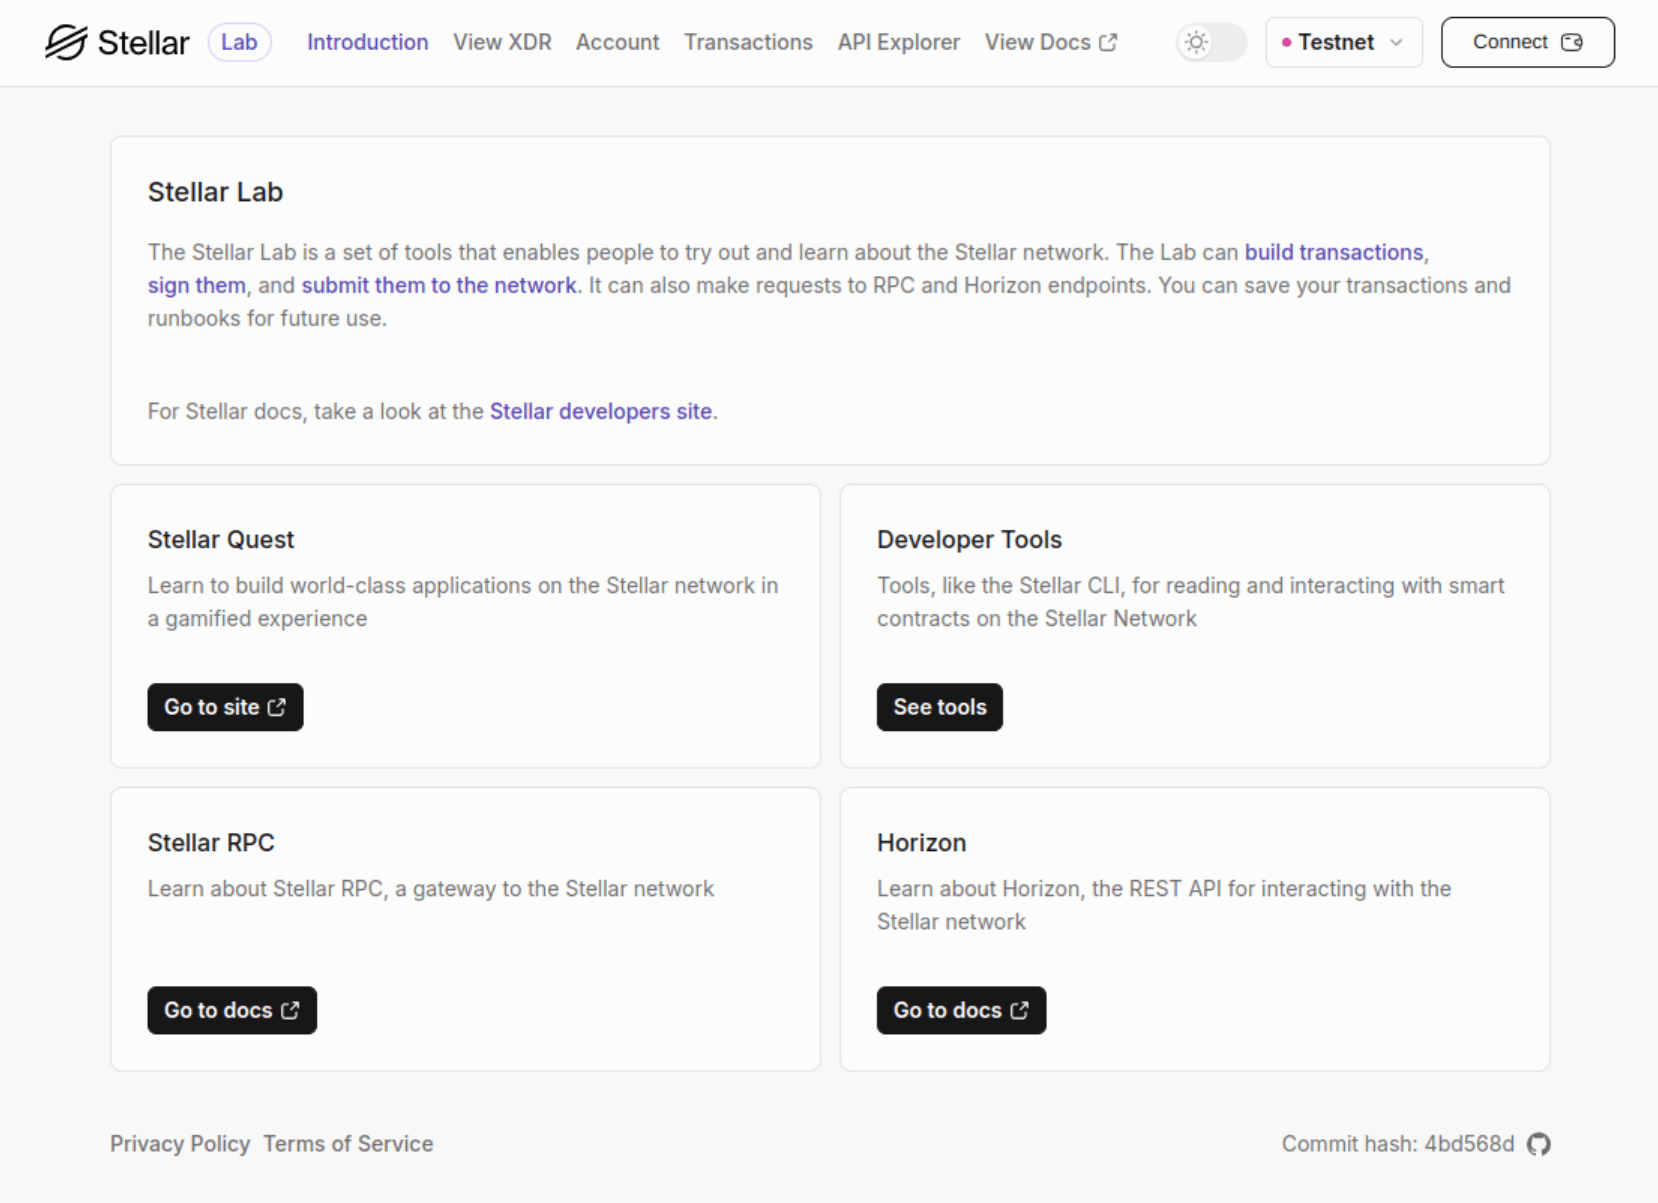 Stellar Lab Introduction View XDR Account Transactions API Explorer View Docs Testnet Connect
Stellar Lab
The Stellar Lab is a set of tools that enables people to try out and learn about the Stellar network. The Lab can build transactions,
sign them, and submit them to the network. It can also make requests to RPC and Horizon endpoints. You can save your transactions and
runbooks for future use.
For Stellar docs, take a look at the Stellar developers site.
Stellar Quest
Learn to build world-class applications on the Stellar network in
a gamified experience
Go to site
Developer Tools
Tools, like the Stellar CLI, for reading and interacting with smart
contracts on the Stellar Network
See tools
Stellar RPC
Learn about Stellar RPC, a gateway to the Stellar network
Go to docs
Horizon
Learn about Horizon, the REST API for interacting with the
Stellar network
Go to docs
Privacy Policy Terms of Service Commit hash: 4bd568d